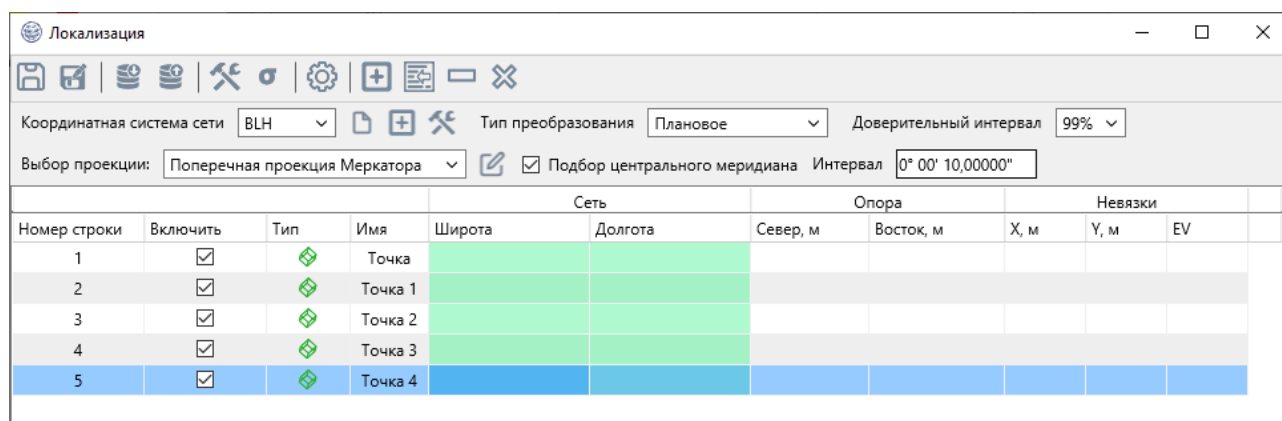 Локализация
Координатная система сети BLH Тип преобразования Плановое Доверительный интервал 99%
Выбор проекции: Поперечная проекция Меркатора Подбор центрального меридиана Интервал 0° 00' 10,00000"
Сеть Опора Невязки
Номер строки Включить Тип Имя Широта Долгота Север, м Восток, м X, м Y, м EV
1 Точка
2 Точка 1
3 Точка 2
4 Точка 3
5 Точка 4